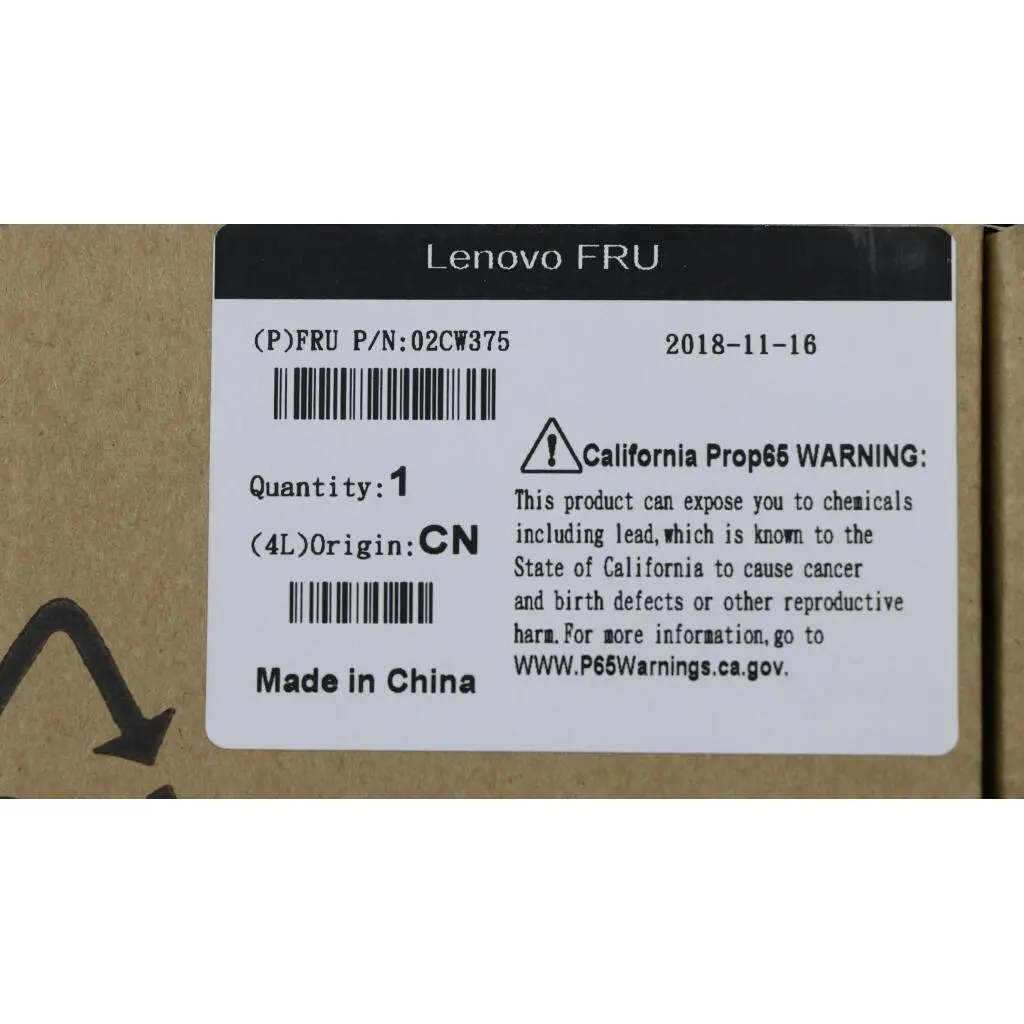 Lenovo FRU
(P)FRU P/N:02CW375
2018-11-16
California Prop65 WARNING:
Quantity:1
This product can expose you to chemicals
including lead,which is known to the
(4L)Origin:CN
State of California to cause cancer
and birth defects or other reproductive
harm.For more information,go to
WWW.P65Warnings.ca.gov.
Made in China